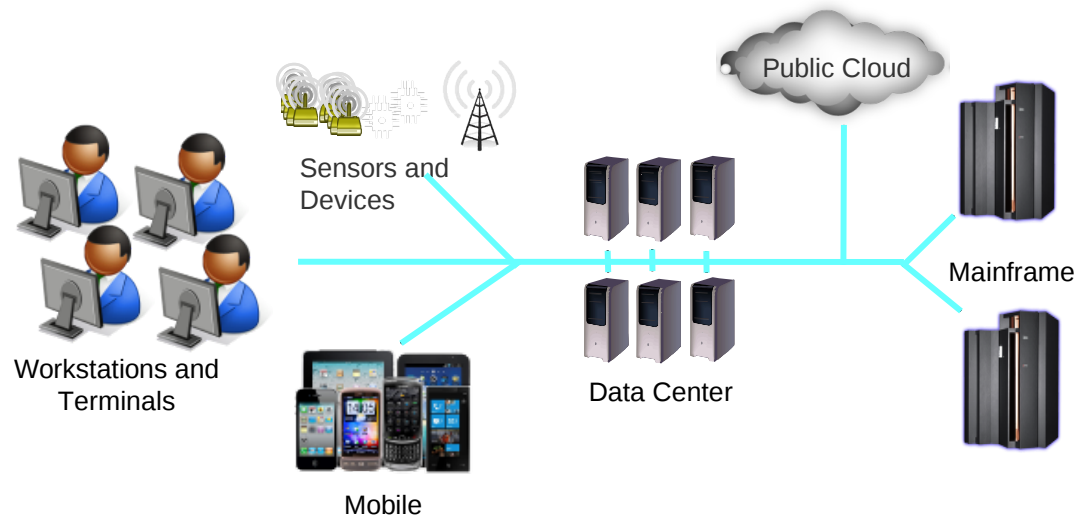 Public Cloud
Sensors and
Devices
Mainframe
Workstations and
Terminals
Data Center
Mobile